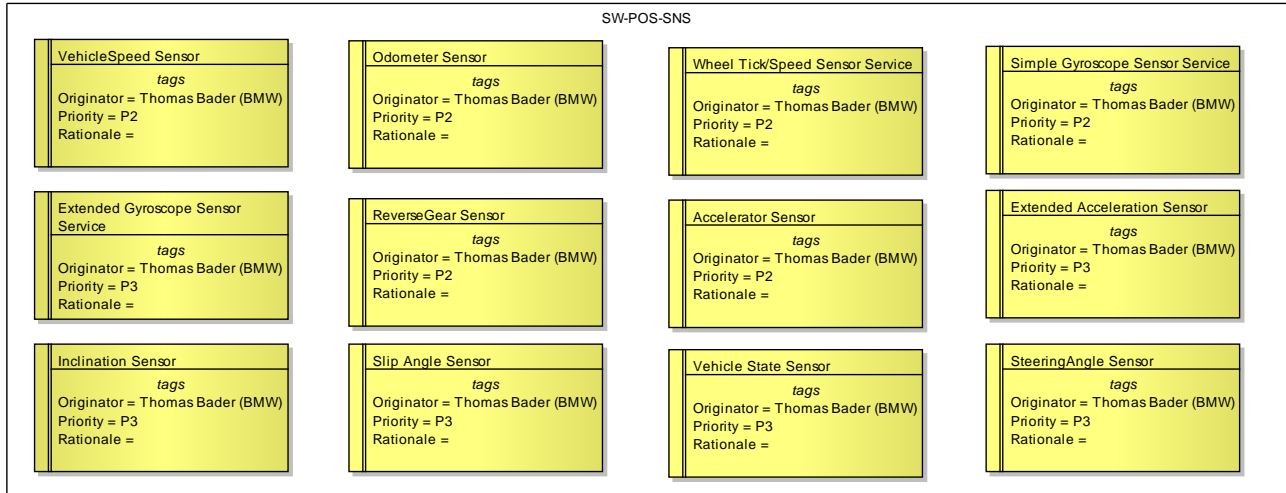 SW-POS-SNS
VehicleSpeed Sensor
tags
Originator = Thomas Bader (BMW)
Priority = P2
Rationale =
Odometer Sensor
tags
Originator = Thomas Bader (BMW)
Priority = P2
Rationale =
Wheel Tick/Speed Sensor Service
tags
Originator = Thomas Bader (BMW)
Priority = P2
Rationale =
Simple Gyroscope Sensor Service
tags
Originator = Thomas Bader (BMW)
Priority = P2
Rationale =
Extended Gyroscope Sensor
Service
tags
Originator = Thomas Bader (BMW)
Priority = P3
Rationale =
ReverseGear Sensor
tags
Originator = Thomas Bader (BMW)
Priority = P2
Rationale =
Accelerator Sensor
tags
Originator = Thomas Bader (BMW)
Priority = P2
Rationale =
Extended Acceleration Sensor
tags
Originator = Thomas Bader (BMW)
Priority = P3
Rationale =
Inclination Sensor
tags
Originator = Thomas Bader (BMW)
Priority = P3
Rationale =
Slip Angle Sensor
tags
Originator = Thomas Bader (BMW)
Priority = P3
Rationale =
Vehicle State Sensor
tags
Originator = Thomas Bader (BMW)
Priority = P3
Rationale =
SteeringAngle Sensor
tags
Originator = Thomas Bader (BMW)
Priority = P3
Rationale =